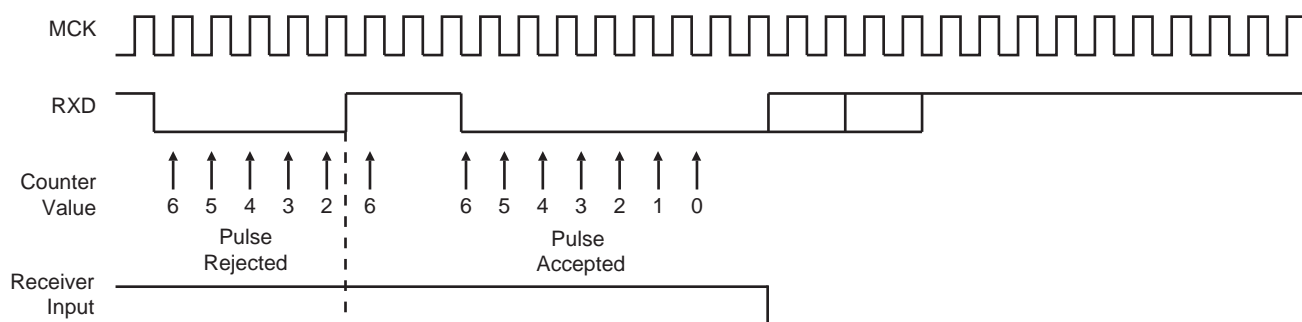 MCK
RXD
Counter
Value
6 5 4 3 2 6 6 5 4 3 2 1 0
Pulse
Rejected
Pulse
Accepted
Receiver
Input